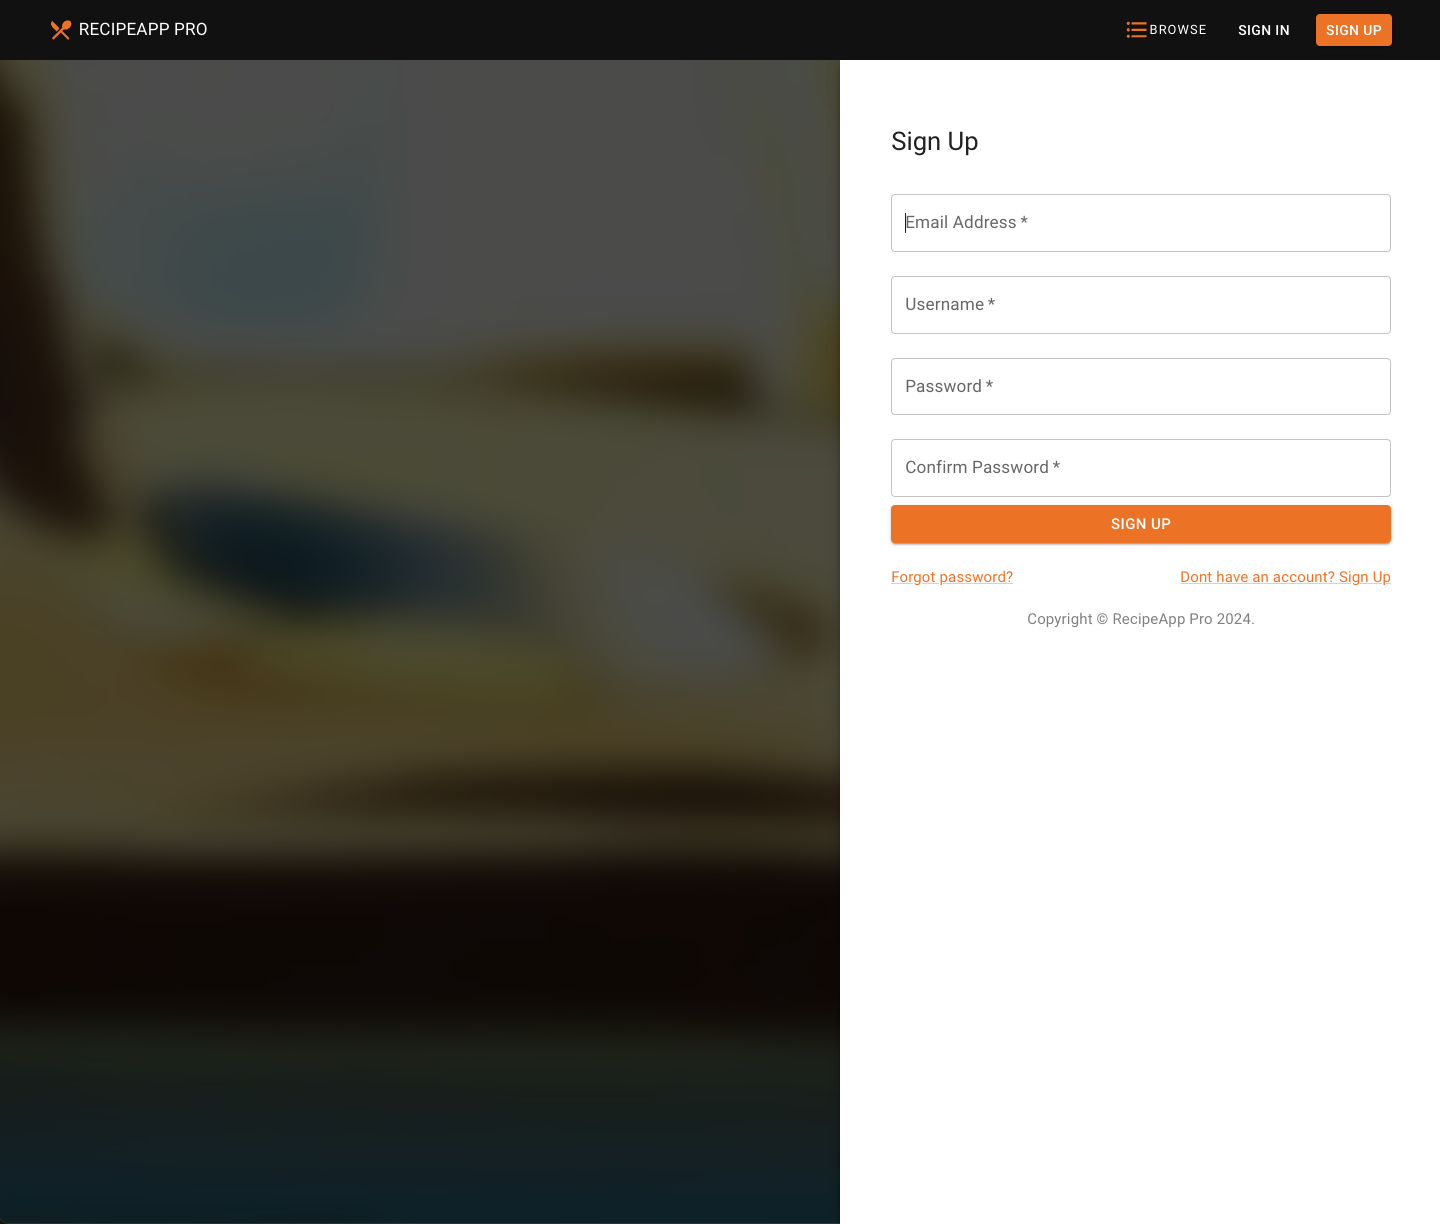 RECIPEAPP PRO
BROWSE
SIGN IN
SIGN UP
Sign Up
Email Address *
Username *
Password *
Confirm Password *
SIGN UP
Forgot password?
Dont have an account? Sign Up
Copyright © RecipeApp Pro 2024.